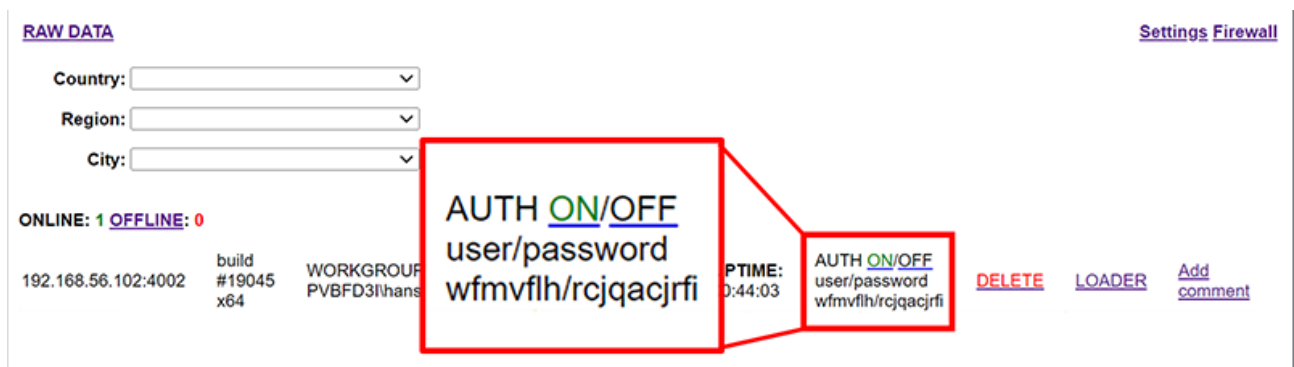 RAW DATA
Settings Firewall
Country:
Region:
City:
ONLINE: 1 OFFLINE: 0
192.168.56.102:4002
build
#19045
x64
WORKGROUP
PVBFD3I\hans
AUTH ON/OFF
user/password
wfmvflh/rcjqacjrfi
PTIME:
0:44:03
AUTH ON/OFF
user/password
wfmvflh/rcjqacjrfi
DELETE
LOADER
Add
comment